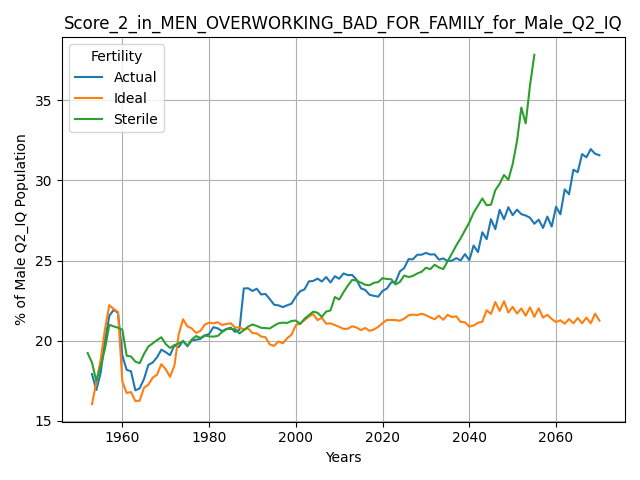 Score_2_in_MEN_OVERWORKING_BAD_FOR_FAMILY_for_Male_Q2_IQ
Fertility
Actual
Ideal
Sterile
% of Male Q2_IQ Population
35
30
25
20
15
1960
1980
2000
2020
2040
2060
Years